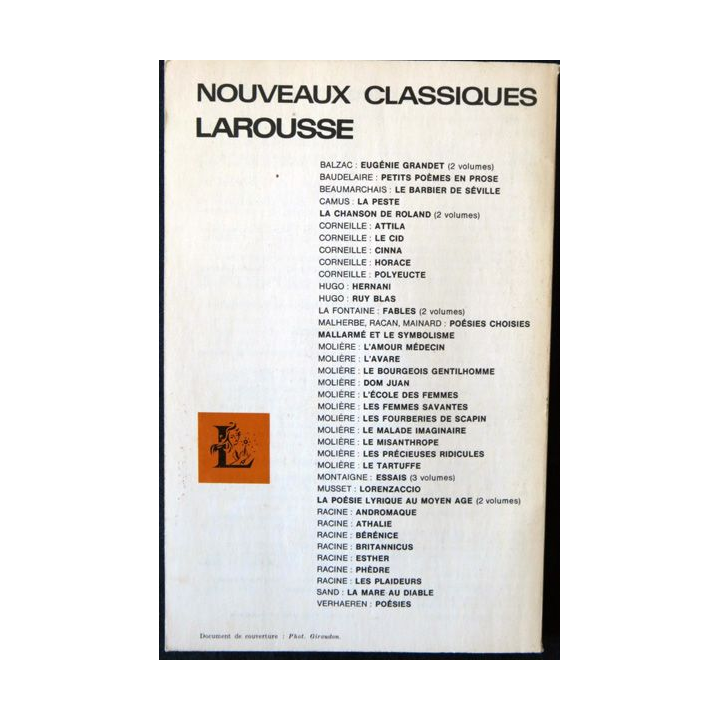 NOUVEAUX CLASSIQUES
LAROUSSE
BALZAC : EUGÉNIE GRANDET (2 volumes)
BAUDELAIRE : PETITS POÈMES EN PROSE
BEAUMARCHAIS : LE BARBIER DE SÉVILLE
CAMUS : LA PESTE
LA CHANSON DE ROLAND (2 volumes)
CORNEILLE : ATTILA
CORNEILLE : LE CID
CORNEILLE : CINNA
CORNEILLE : HORACE
CORNEILLE : POLYEUCTE
HUGO : HERNANI
HUGO : RUY BLAS
LA FONTAINE : FABLES (2 volumes)
MALHERBE, RACAN, MAINARD : POÉSIES CHOISIES
MALLARMÉ ET LE SYMBOLISME
MOLIÈRE : L'AMOUR MÉDECIN
MOLIÈRE : L'AVARE
MOLIÈRE : LE BOURGEOIS GENTILHOMME
MOLIÈRE : DOM JUAN
MOLIÈRE : L'ÉCOLE DES FEMMES
MOLIÈRE : LES FEMMES SAVANTES
MOLIÈRE : LES FOURBERIES DE SCAPIN
MOLIÈRE : LE MALADE IMAGINAIRE
MOLIÈRE : LE MISANTHROPE
MOLIÈRE : LES PRÉCIEUSES RIDICULES
MOLIÈRE : LE TARTUFFE
MONTAIGNE : ESSAIS (3 volumes)
MUSSET : LORENZACCIO
LA POÉSIE LYRIQUE AU MOYEN AGE (2 volumes)
RACINE : ANDROMAQUE
RACINE : ATHALIE
RACINE : BÉRÉNICE
RACINE : BRITANNICUS
RACINE : ESTHER
RACINE : PHÈDRE
RACINE : LES PLAIDEURS
SAND : LA MARE AU DIABLE
VERHAEREN : POÉSIES
L
Document de couverture : Phot. Giraudon.